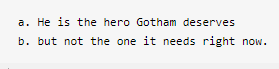 a. He is the hero Gotham deserves
b. but not the one it needs right now.